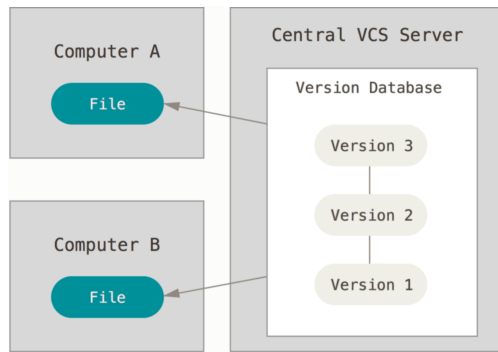 Computer A
File
Computer B
File
Central VCS Server
Version Database
Version 3
Version 2
Version 1